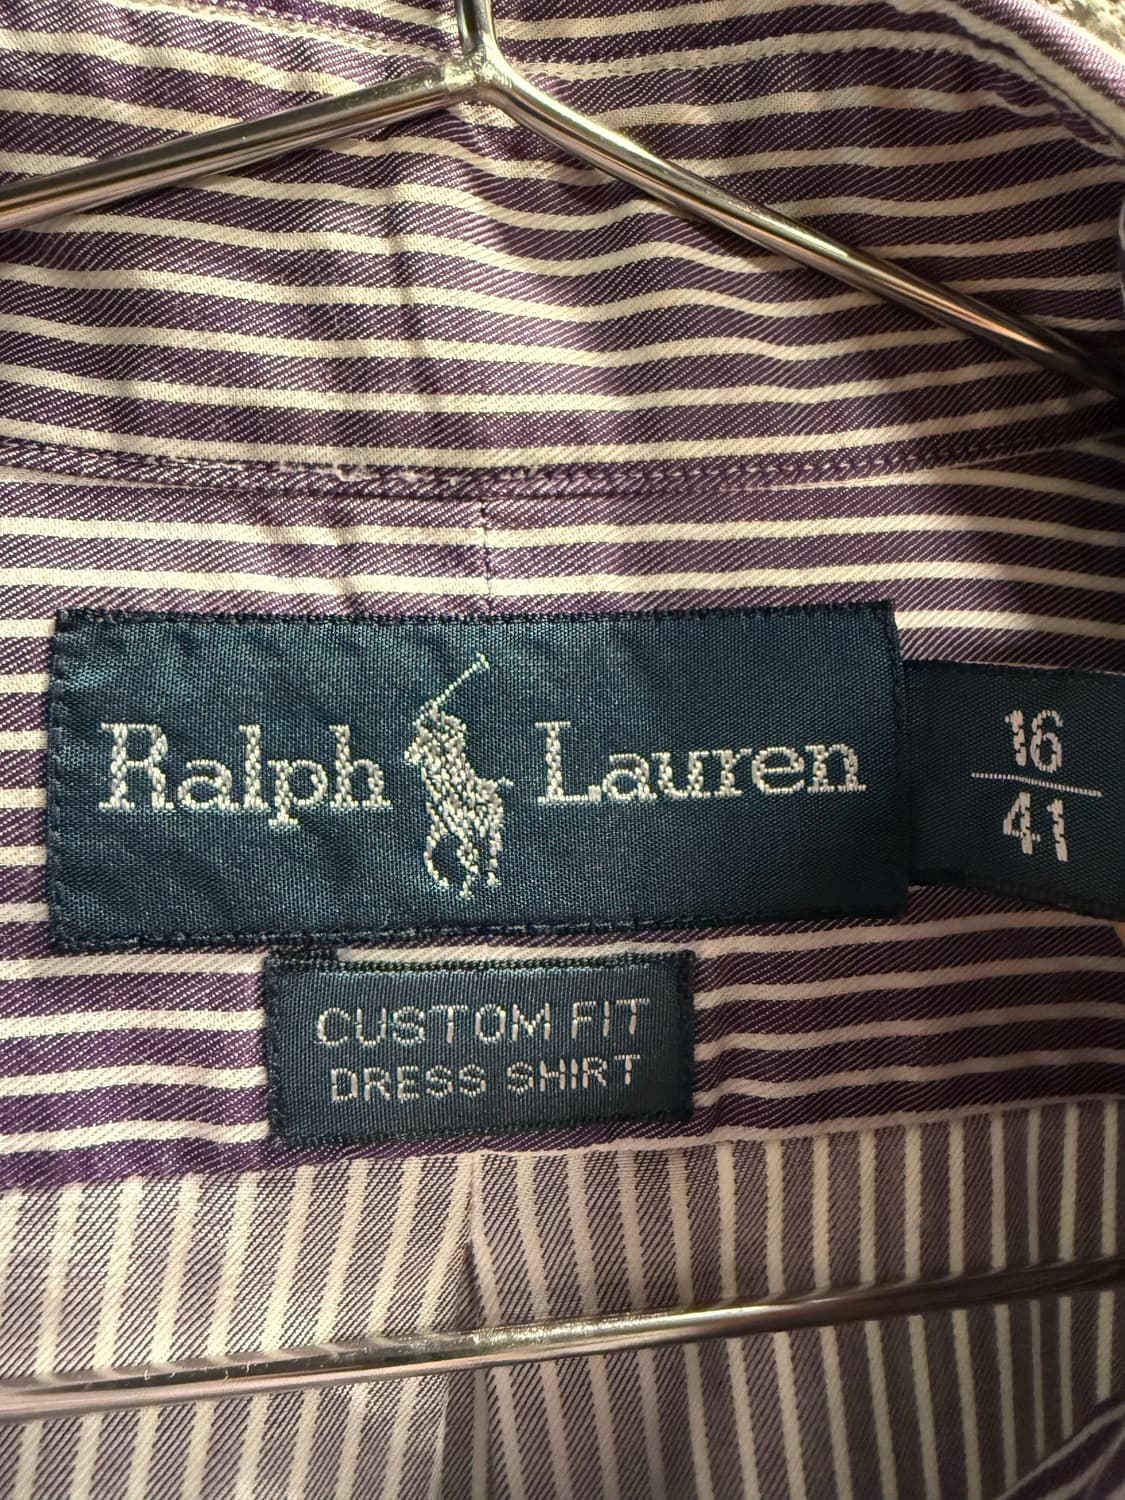 Ralph Lauren
16
41
CUSTOM FIT
DRESS SHIRT